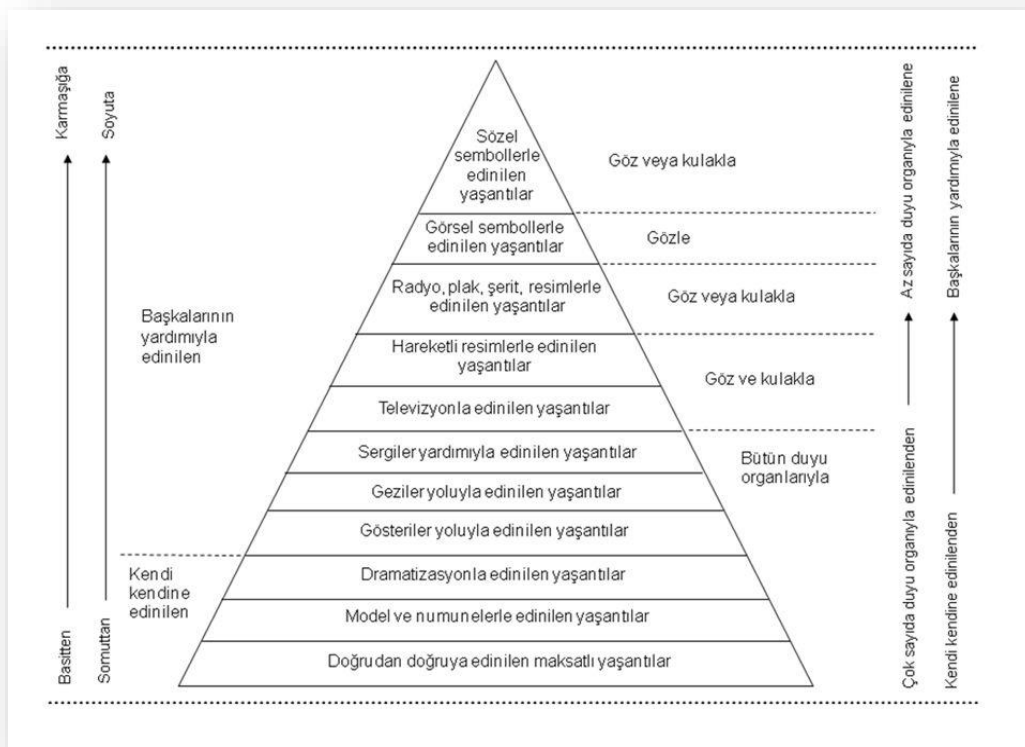 Karmaşığa
Soyuta
Basitten
Somuttan
Başkalarının
yardımıyla
edinilen
Kendi
kendine
edinilen
Sözel
sembollerle
edinilen
yaşantılar
Görsel sembollerle
edinilen yaşantılar
Radyo, plak, şerit, resimlerle
edinilen yaşantılar
Hareketli resimlerle edinilen
yaşantılar
Televizyonla edinilen yaşantılar
Sergiler yardımıyla edinilen yaşantılar
Geziler yoluyla edinilen yaşantılar
Gösteriler yoluyla edinilen yaşantılar
Dramatizasyonla edinilen yaşantılar
Model ve numunelerle edinilen yaşantılar
Doğrudan doğruya edinilen maksatlı yaşantılar
Göz veya kulakla
Gözle
Göz veya kulakla
Göz ve kulakla
Bütün duyu
organlarıyla
Az sayıda duyu organıyla edinilene
Çok sayıda duyu organıyla edinilenden
Başkalarının yardımıyla edinilene
Kendi kendine edinilenden